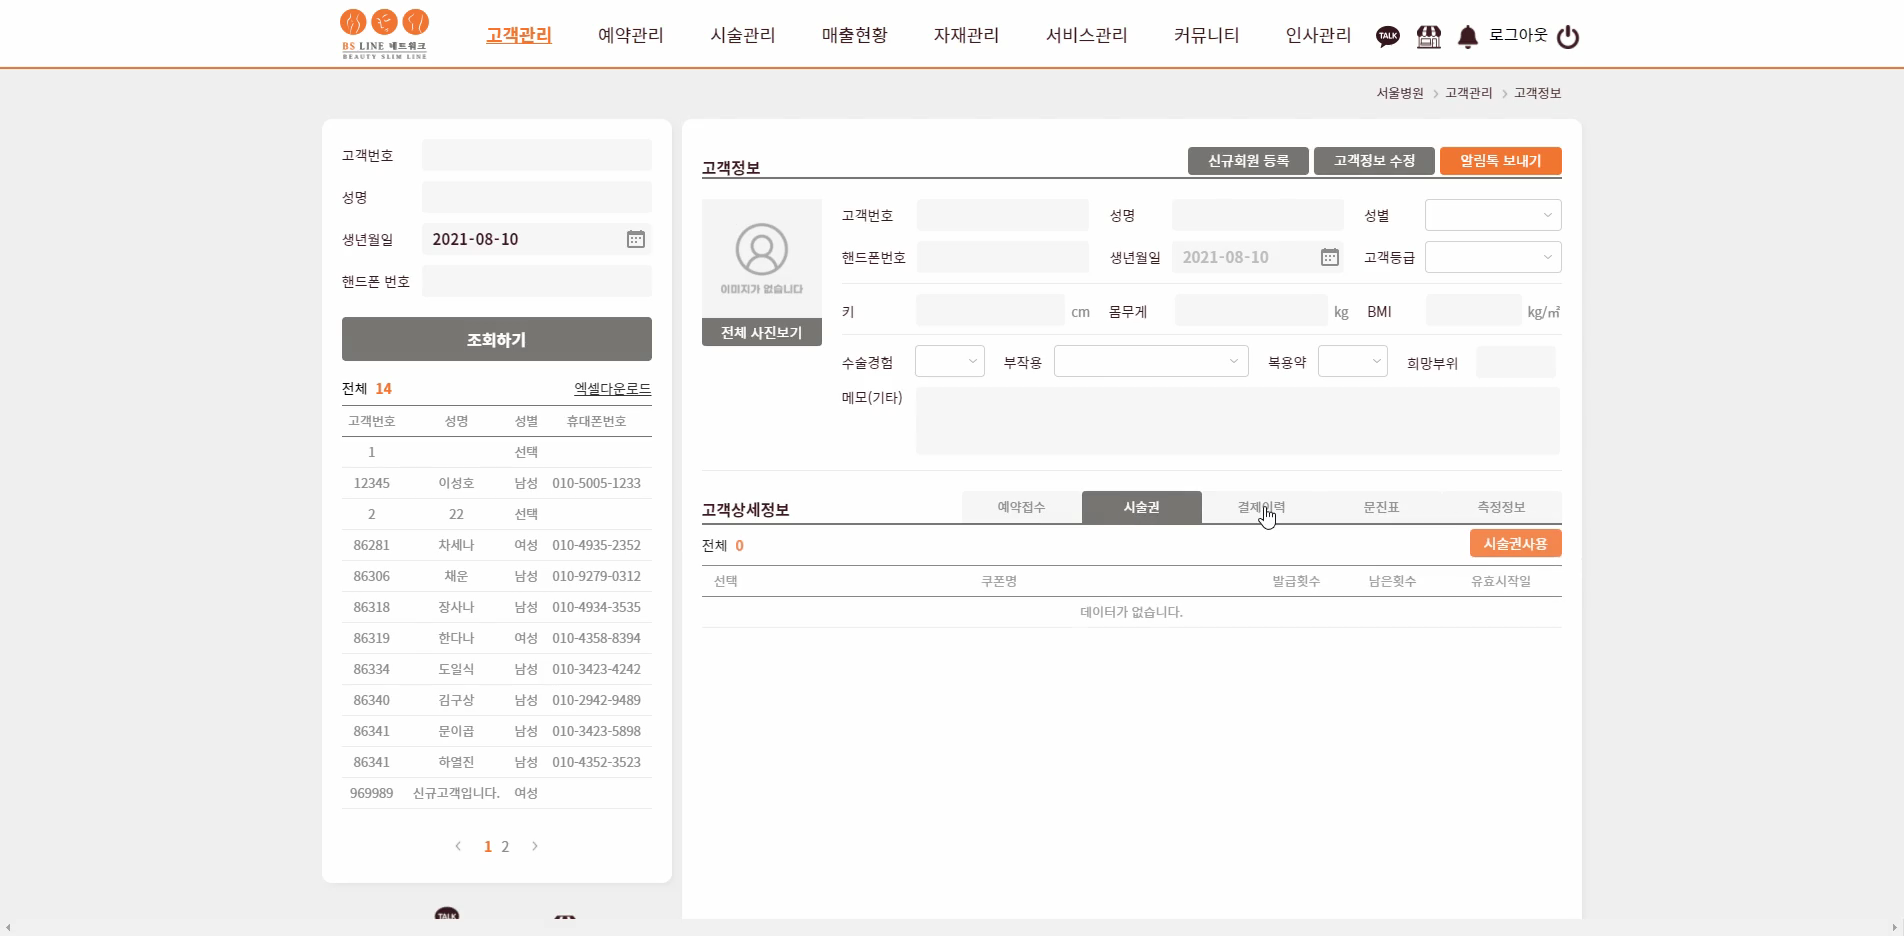 BS LINE 네트워크
BEAUTY SLIM LINE
고객관리 예약관리 시술관리 매출현황 자재관리 서비스관리 커뮤니티 인사관리 TALK 로그아웃
서울병원 > 고객관리 > 고객정보
고객번호
성명
생년월일 2021-08-10
핸드폰 번호
조회하기
전체 14 엑셀다운로드
고객번호 성명 성별 휴대폰번호
1 선택
12345 이성호 남성 010-5005-1233
2 22 선택
86281 차세나 여성 010-4935-2352
86306 채운 남성 010-9279-0312
86318 장사나 남성 010-4934-3535
86319 한다나 여성 010-4358-8394
86334 도일식 남성 010-3423-4242
86340 김구상 남성 010-2942-9489
86341 문이곱 남성 010-3423-5898
86341 하열진 남성 010-4352-3523
969989 신규고객입니다. 여성
< 1 2 >
TALK
고객정보 신규회원 등록 고객정보 수정 알림톡 보내기
이미지가 없습니다
전체 사진보기
고객번호 성명 성별
핸드폰번호 생년월일 2021-08-10 고객등급
키 cm 몸무게 kg BMI kg/㎡
수술경험 부작용 복용약 희망부위
메모(기타)
고객상세정보 예약접수 시술권 결제이력 문진표 측정정보
전체 0 시술권사용
선택 쿠폰명 발급횟수 남은횟수 유효시작일
데이터가 없습니다.